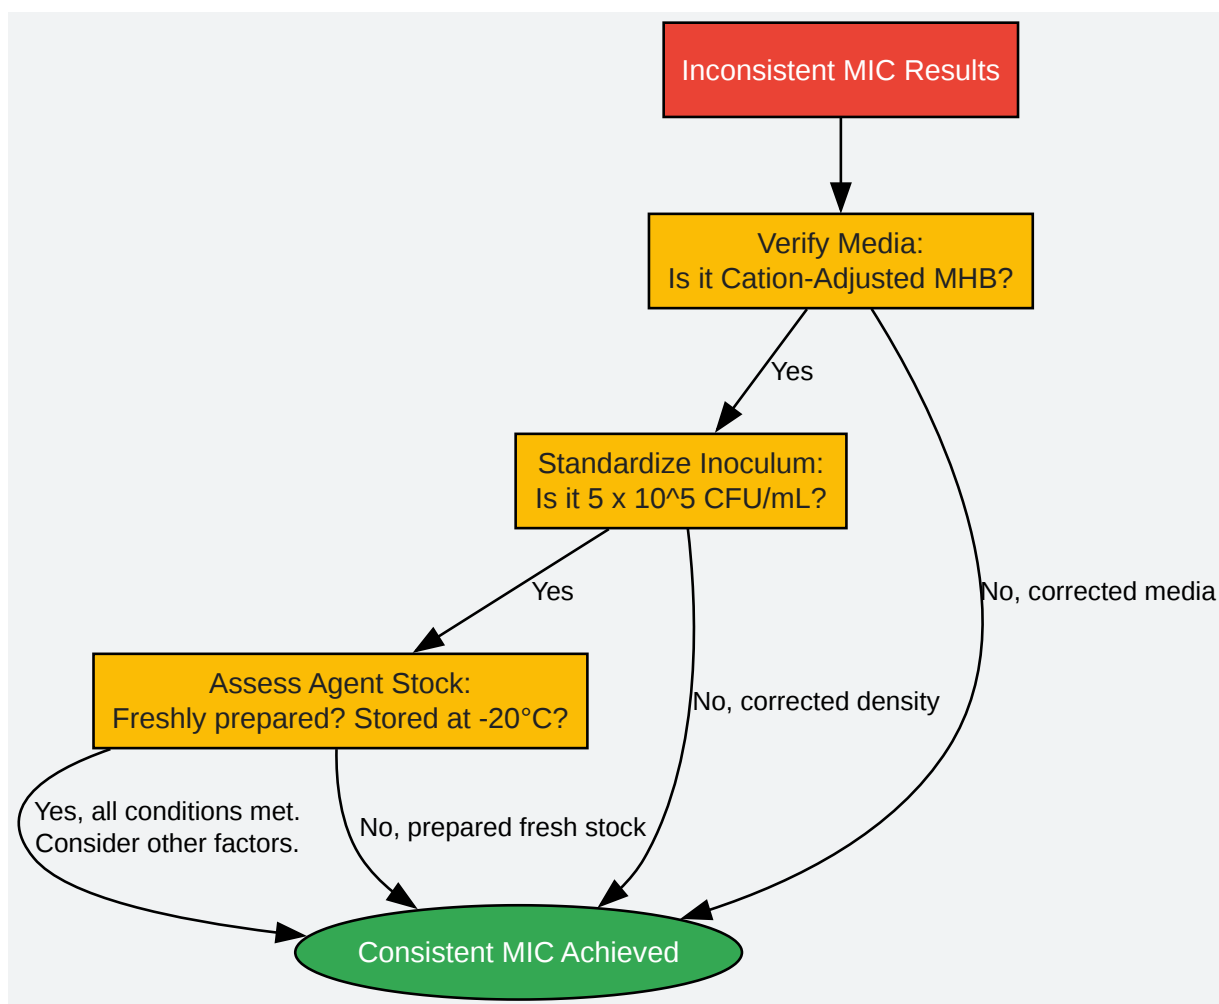 Inconsistent MIC Results
Verify Media:
Is it Cation-Adjusted MHB?
Yes
Standardize Inoculum:
Is it 5 x 10^5 CFU/mL?
Yes
No, corrected media
Assess Agent Stock:
Freshly prepared? Stored at -20°C?
No, corrected density
Yes, all conditions met.
Consider other factors.
No, prepared fresh stock
Consistent MIC Achieved